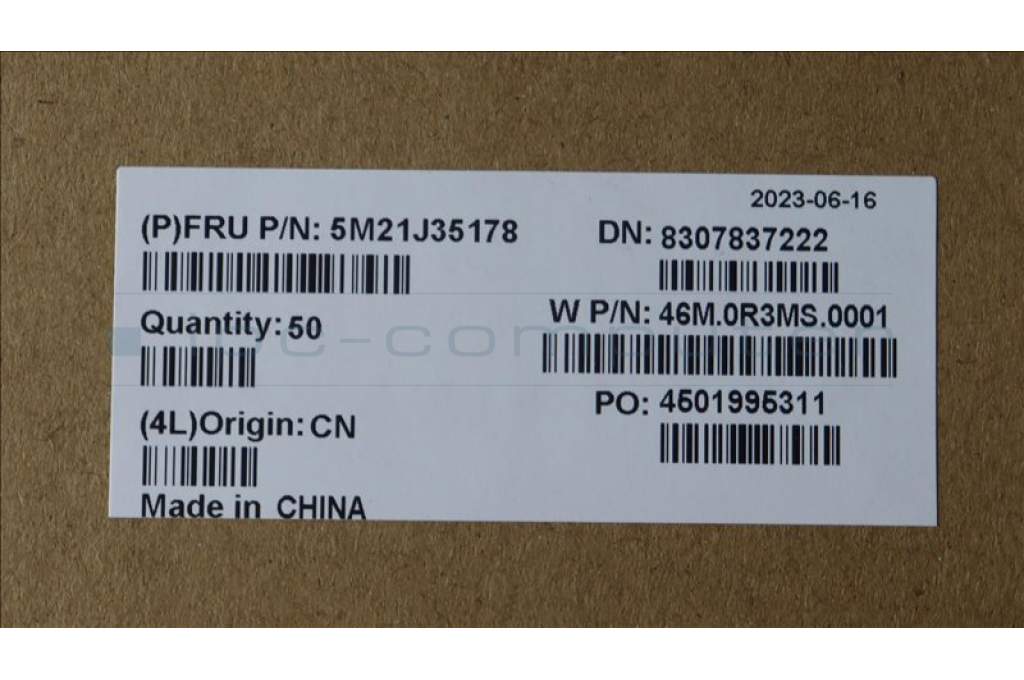 2023-06-16
(P)FRU P/N: 5M21J35178
DN: 8307837222
Quantity: 50
W P/N: 46M.0R3MS.0001
(4L)Origin: CN
PO: 4501995311
Made in CHINA